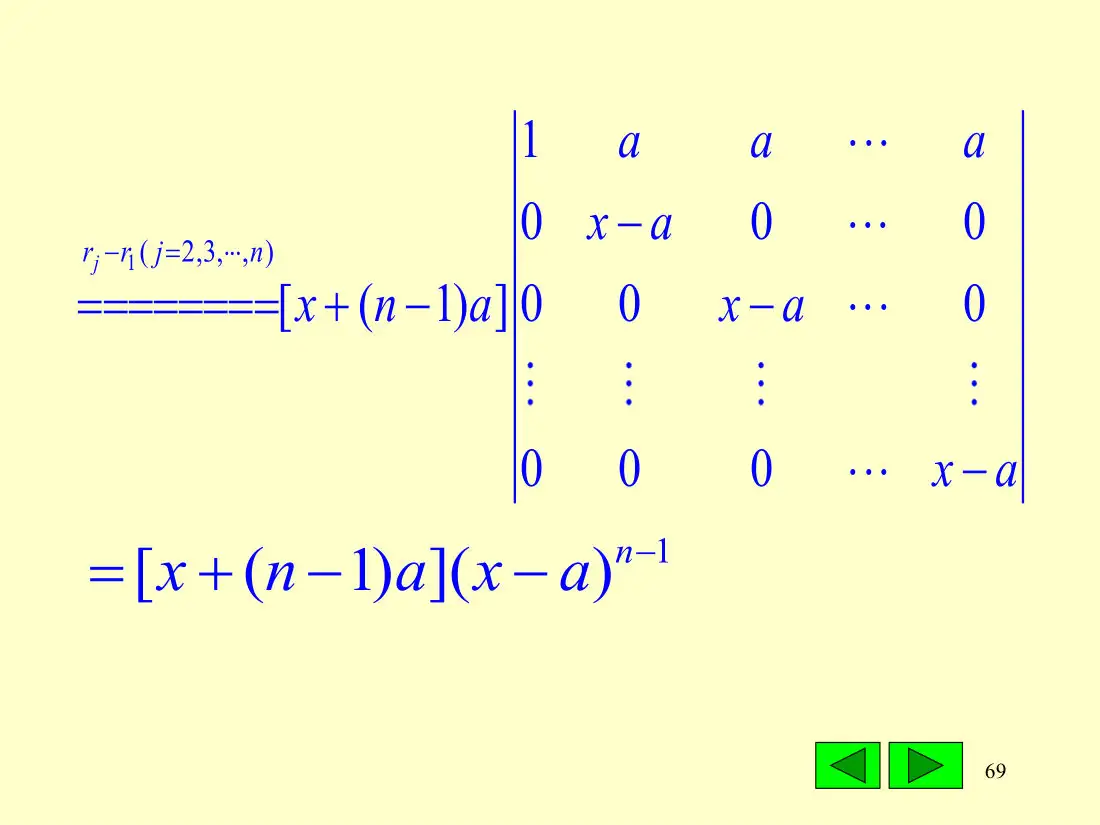 1 a a ⋯ a
0 x − a 0 ⋯ 0
r_j − r_1 ( j=2,3,⋯,n)
========[x + (n − 1)a] 0 0 x − a ⋯ 0
⋮ ⋮ ⋮ ⋮
0 0 0 ⋯ x − a
= [x + (n − 1)a](x − a)^{n−1}
69